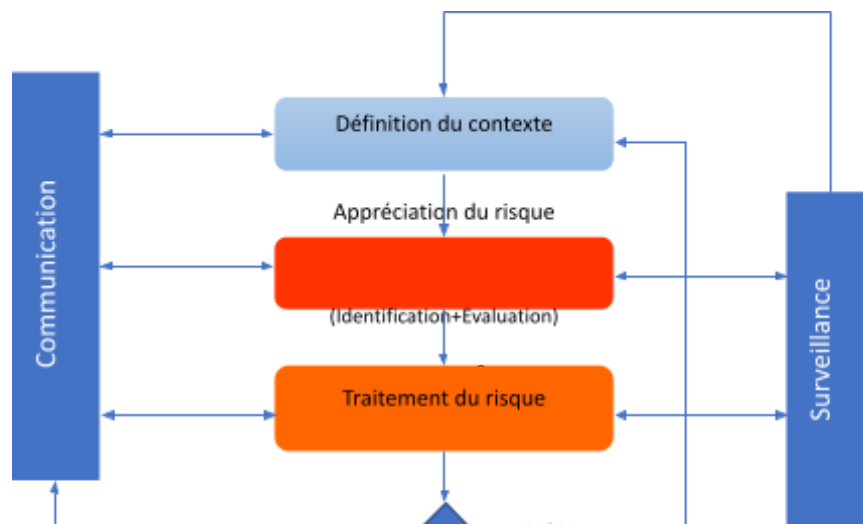 Définition du contexte
Appréciation du risque
Communication
(Identification+Evaluation)
Surveillance
Traitement du risque